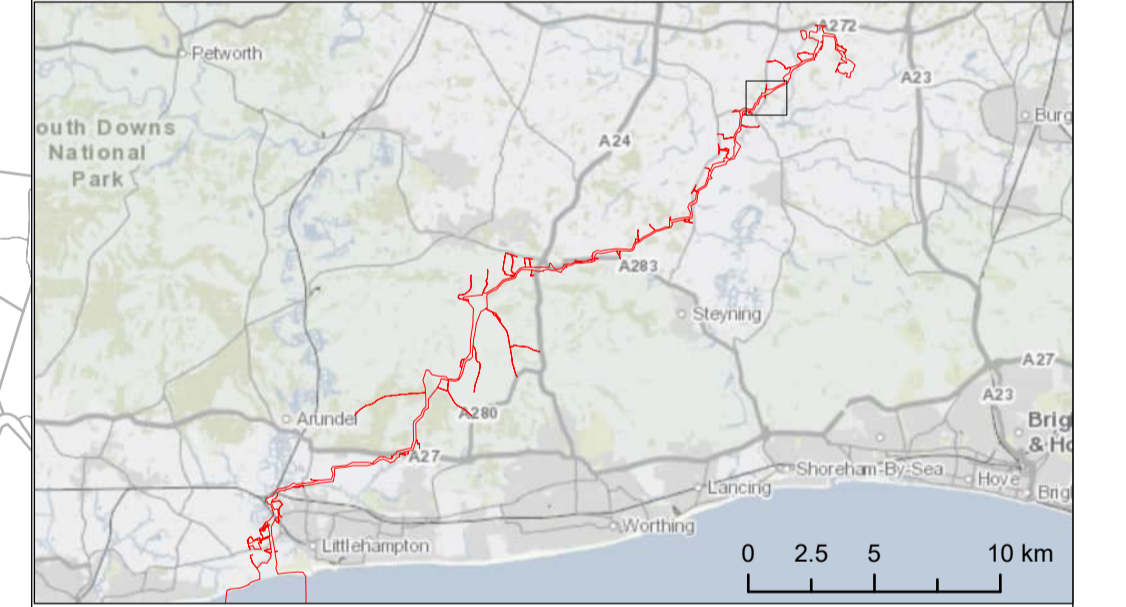 A272
Petworth
A23
Burg
outh Downs
National
Park
A24
A283
Steyning
A27
A23
A280
Arundel
Brig
& Ho
A27
Shoreham-By-Sea
Hove
Lancing
Brig
Worthing
Littlehampton
0 2.5 5 10 km